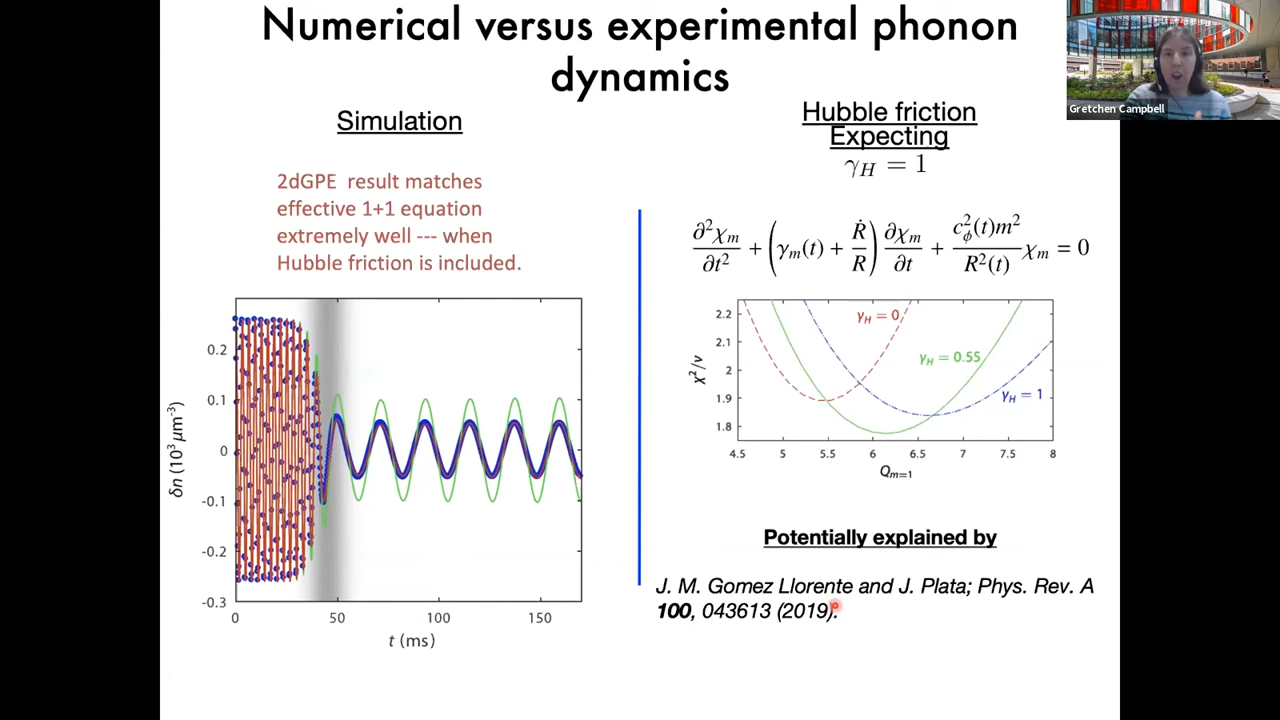 Numerical versus experimental phonon
dynamics
Gretchen Campbell
Simulation
2dGPE result matches
effective 1+1 equation
extremely well --- when
Hubble friction is included.
0.2
0.1
0
-0.1
-0.2
-0.3
δn (10³ μm⁻³)
0 50 100 150
t (ms)
Hubble friction
Expecting
γ_H = 1
∂²χ_m/∂t² + (γ_m(t) + Ṙ/R) ∂χ_m/∂t + c_ϕ²(t)m²/R²(t) χ_m = 0
2.2
2.1
2
1.9
1.8
χ²/ν
γ_H = 0
γ_H = 0.55
γ_H = 1
4.5 5 5.5 6 6.5 7 7.5 8
Q_m=1
Potentially explained by
J. M. Gomez Llorente and J. Plata; Phys. Rev. A
100, 043613 (2019).